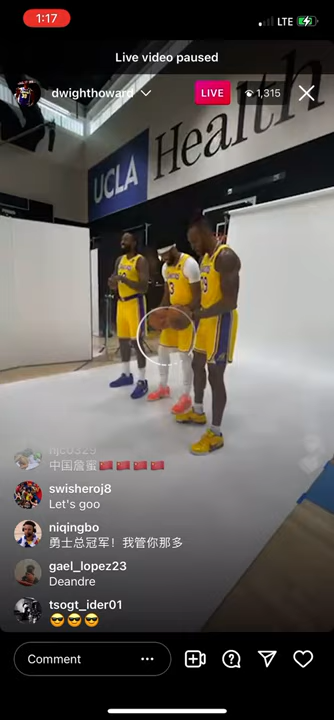 1:17
LTE
Live video paused
dwighthoward
LIVE
1,315
UCLA
Health
中国詹蜜🇨🇳🇨🇳🇨🇳🇨🇳
swisheroj8
Let's goo
niqingbo
勇士总冠军！我管你那多
gael_lopez23
Deandre
tsogt_ider01
😎😎😎
Comment